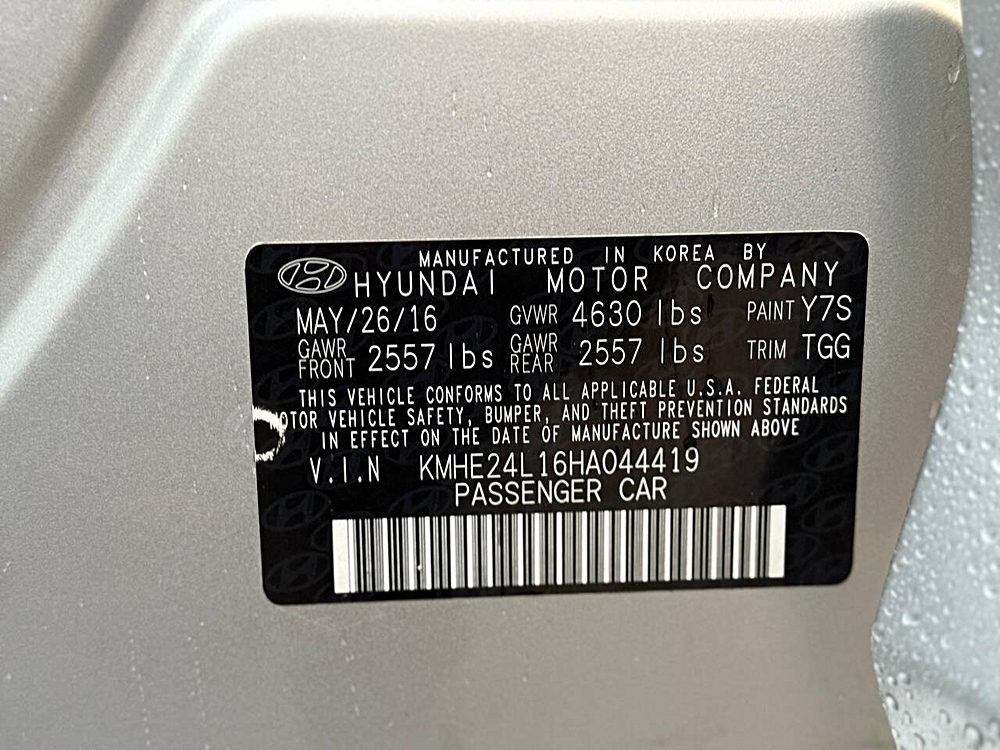 MANUFACTURED IN KOREA BY
HYUNDAI MOTOR COMPANY
MAY/26/16 GVWR 4630 lbs PAINT Y7S
GAWR FRONT 2557 lbs GAWR REAR 2557 lbs TRIM TGG
THIS VEHICLE CONFORMS TO ALL APPLICABLE U.S.A. FEDERAL
OTOR VEHICLE SAFETY, BUMPER, AND THEFT PREVENTION STANDARDS
IN EFFECT ON THE DATE OF MANUFACTURE SHOWN ABOVE
V.I.N KMHE24L16HA044419
PASSENGER CAR